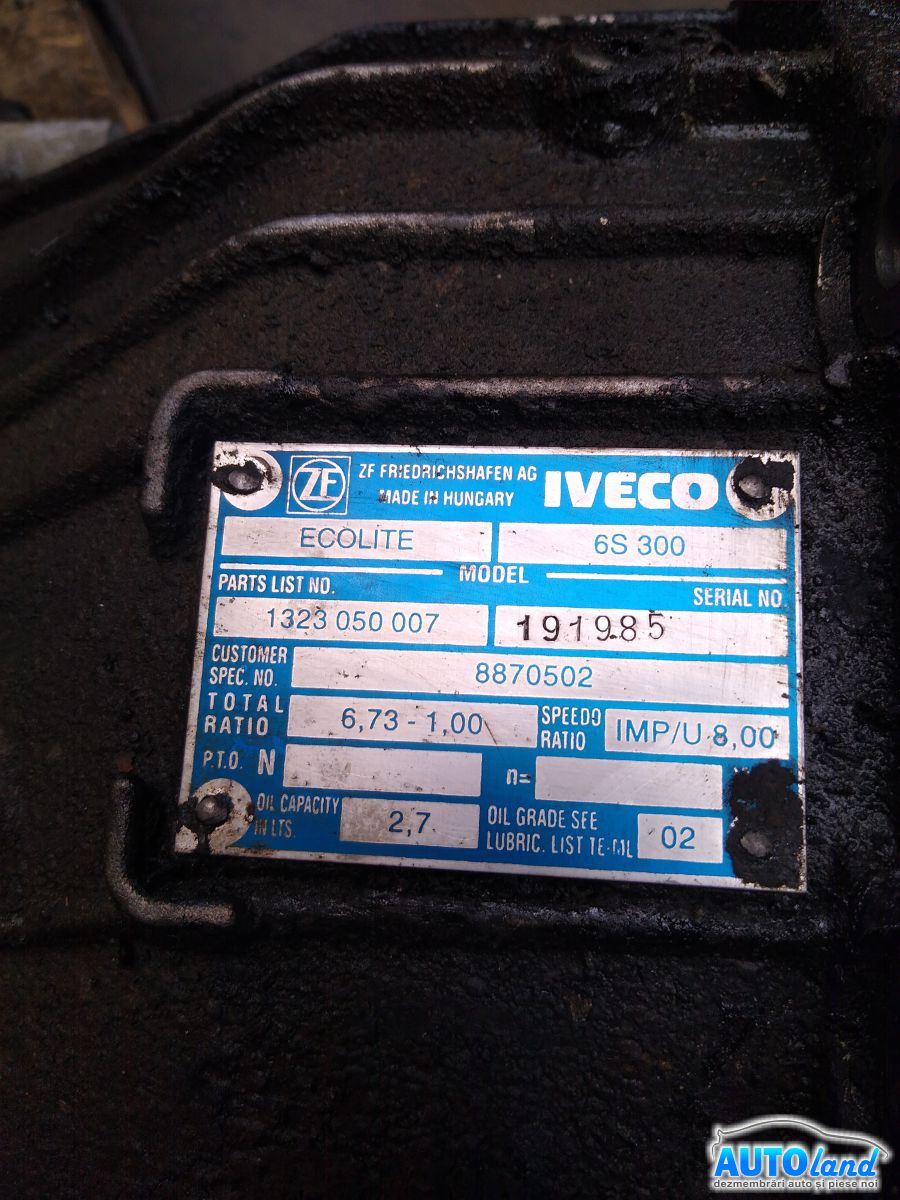 ZF
ZF FRIEDRICHSHAFEN AG
MADE IN HUNGARY
IVECO
ECOLITE 6S 300
MODEL
PARTS LIST NO. SERIAL NO
1323 050 007 191985
CUSTOMER
SPEC. NO. 8870502
TOTAL
RATIO 6,73 - 1,00
SPEEDO
RATIO IMP/U 8,00
P.T.O. N n=
OIL CAPACITY
IN LTS. 2,7
OIL GRADE SEE
LUBRIC. LIST TE-ML 02
AUTOland
dezmembrări auto și piese noi